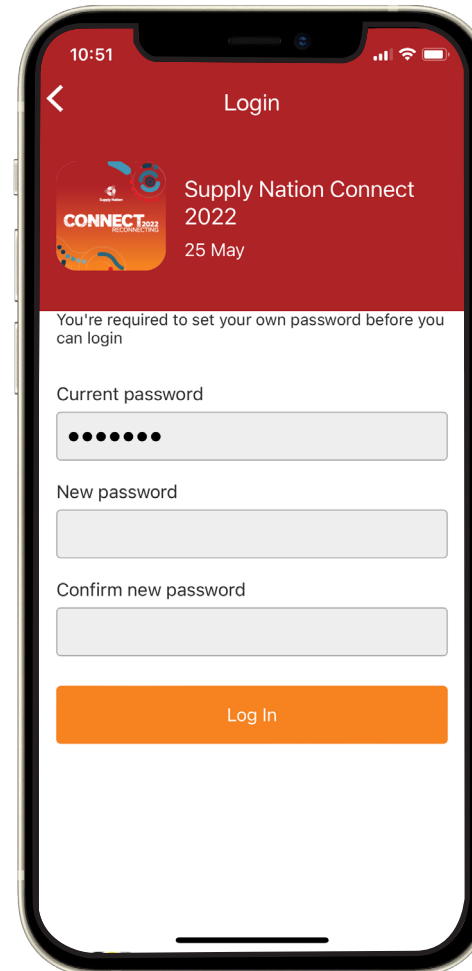 10:51
Login
Supply Nation
CONNECT2022
RECONNECTING
Supply Nation Connect
2022
25 May
You're required to set your own password before you
can login
Current password
•••••••
New password
Confirm new password
Log In